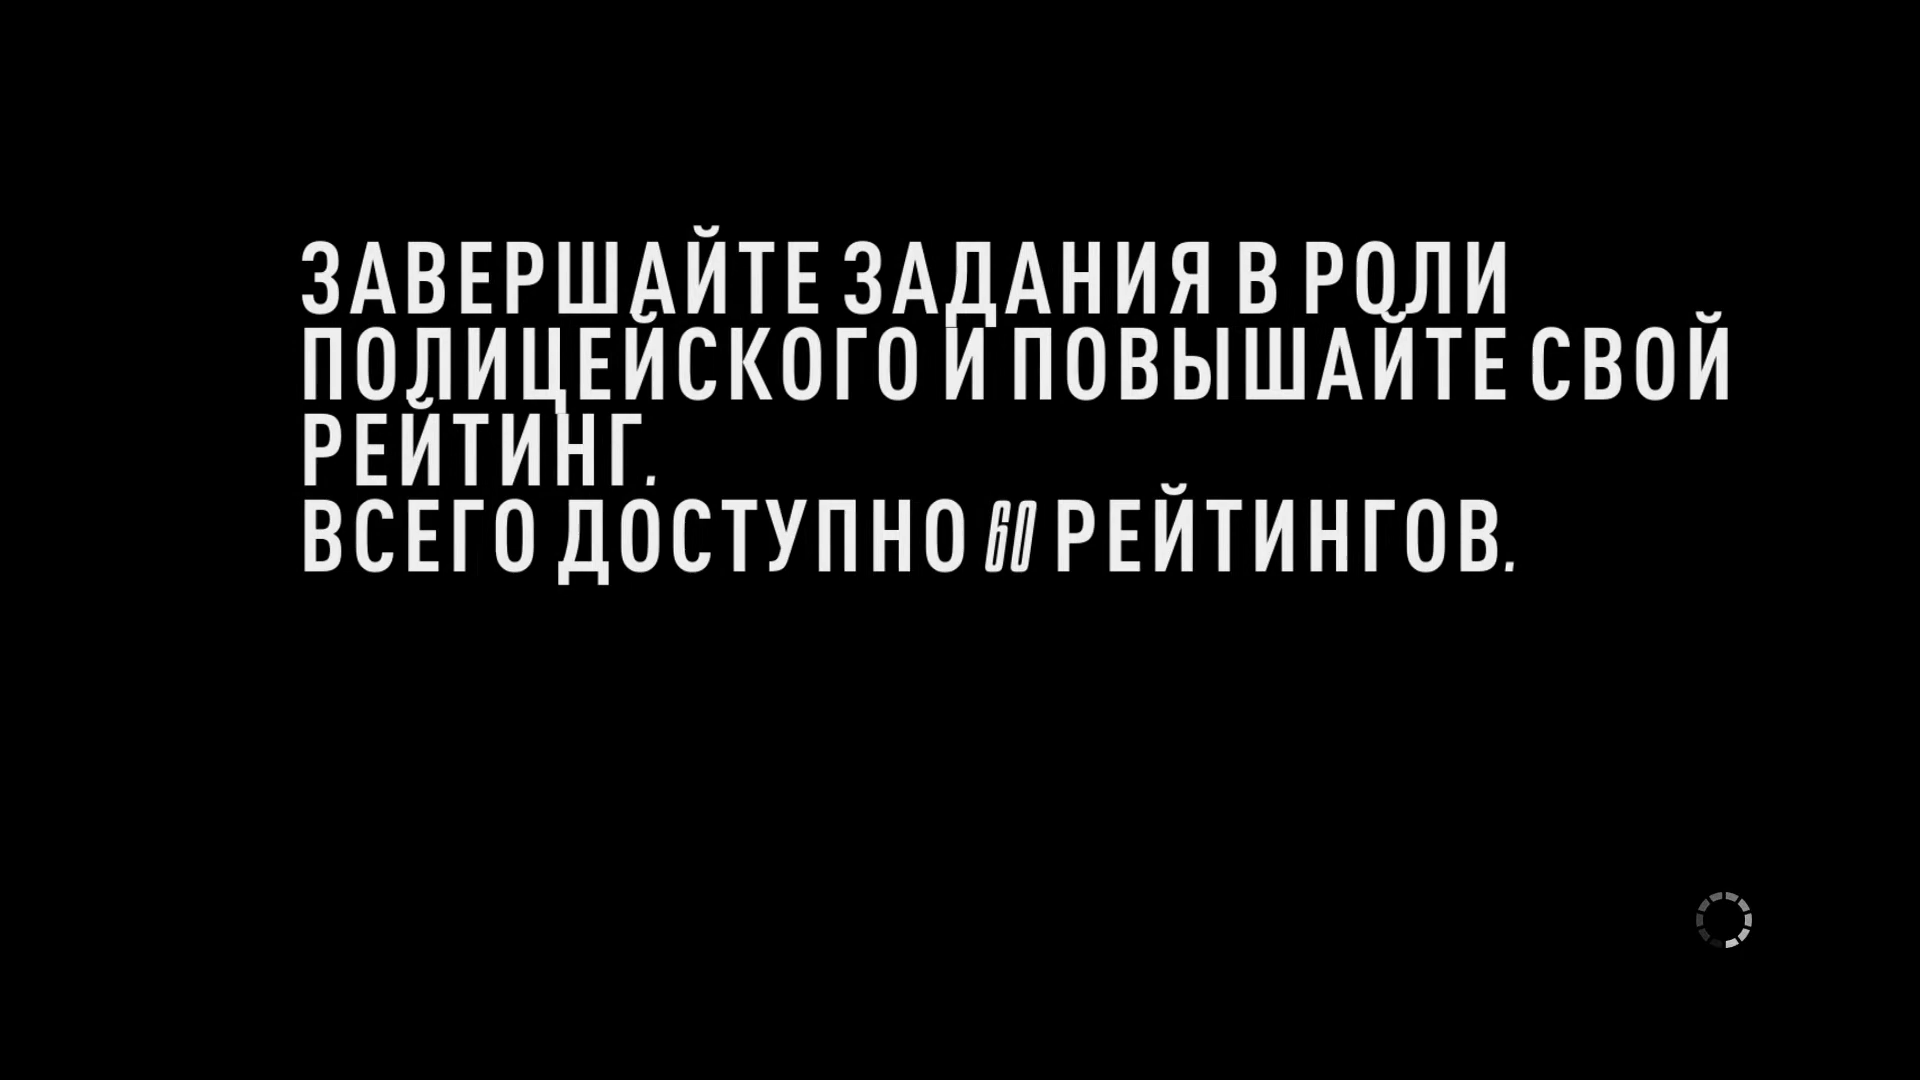 ЗАВЕРШАЙТЕ ЗАДАНИЯ В РОЛИ
ПОЛИЦЕЙСКОГО И ПОВЫШАЙТЕ СВОЙ
РЕЙТИНГ.
ВСЕГО ДОСТУПНО 60 РЕЙТИНГОВ.